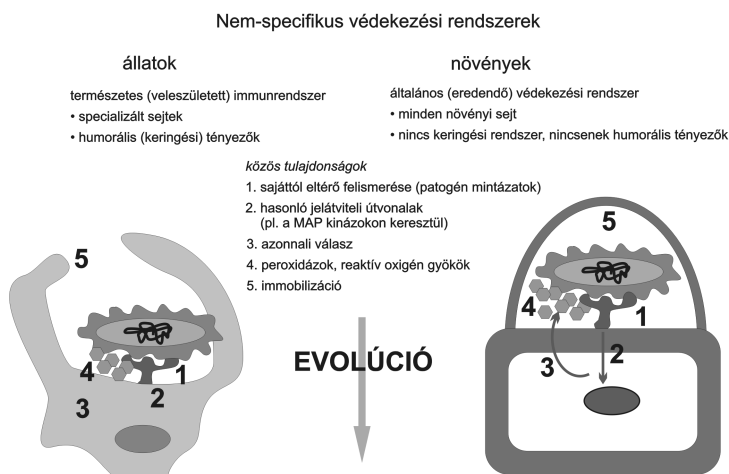 Nem-specifikus védekezési rendszerek
állatok
természetes (veleszületett) immunrendszer
• specializált sejtek
• humorális (keringési) tényezők
növények
általános (eredendő) védekezési rendszer
• minden növényi sejt
• nincs keringési rendszer, nincsenek humorális tényezők
közös tulajdonságok
1. sajáttól eltérő felismerése (patogén mintázatok)
2. hasonló jelátviteli útvonalak
(pl. a MAP kinázokon keresztül)
3. azonnali válasz
4. peroxidázok, reaktív oxigén gyökök
5. immobilizáció
5
4
1
2
3
EVOLÚCIÓ
5
4
1
2
3